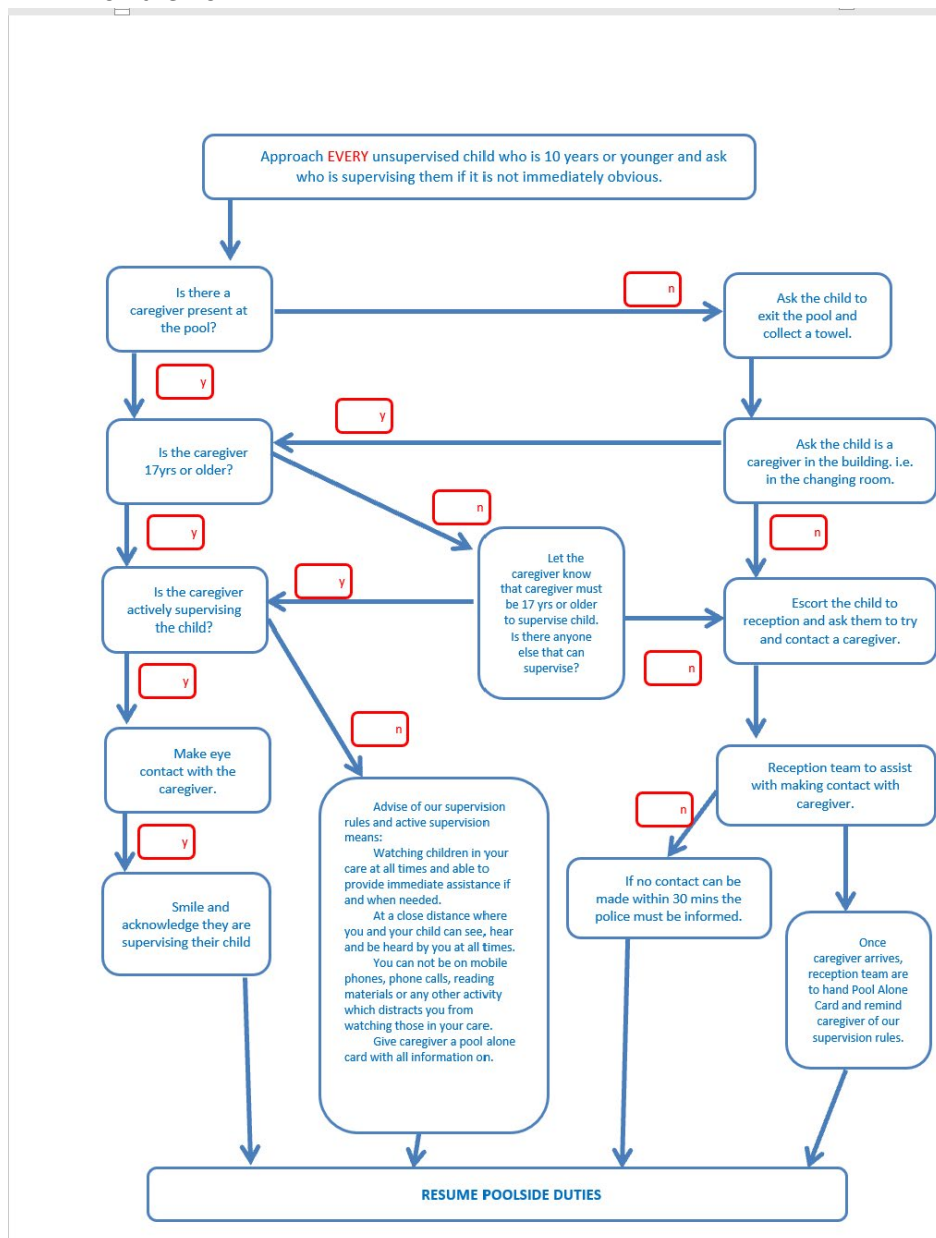 Approach EVERY unsupervised child who is 10 years or younger and ask
who is supervising them if it is not immediately obvious.
Is there a
caregiver present at
the pool?
n
Ask the child to
exit the pool and
collect a towel.
y
y
Is the caregiver
17yrs or older?
Ask the child is a
caregiver in the building. i.e.
in the changing room.
n
y
n
Let the
caregiver know
that caregiver must
be 17 yrs or older
to supervise child.
Is there anyone
else that can
supervise?
y
Is the caregiver
actively supervising
the child?
Escort the child to
reception and ask them to try
and contact a caregiver.
n
y
n
Make eye
contact with the
caregiver.
Reception team to assist
with making contact with
caregiver.
n
y
Advise of our supervision
rules and active supervision
means:
Watching children in your
care at all times and able to
provide immediate assistance if
and when needed.
At a close distance where
you and your child can see, hear
and be heard by you at all times.
You can not be on mobile
phones, phone calls, reading
materials or any other activity
which distracts you from
watching those in your care.
Give caregiver a pool alone
card with all information on.
If no contact can be
made within 30 mins the
police must be informed.
Smile and
acknowledge they are
supervising their child
Once
caregiver arrives,
reception team are
to hand Pool Alone
Card and remind
caregiver of our
supervision rules.
RESUME POOLSIDE DUTIES